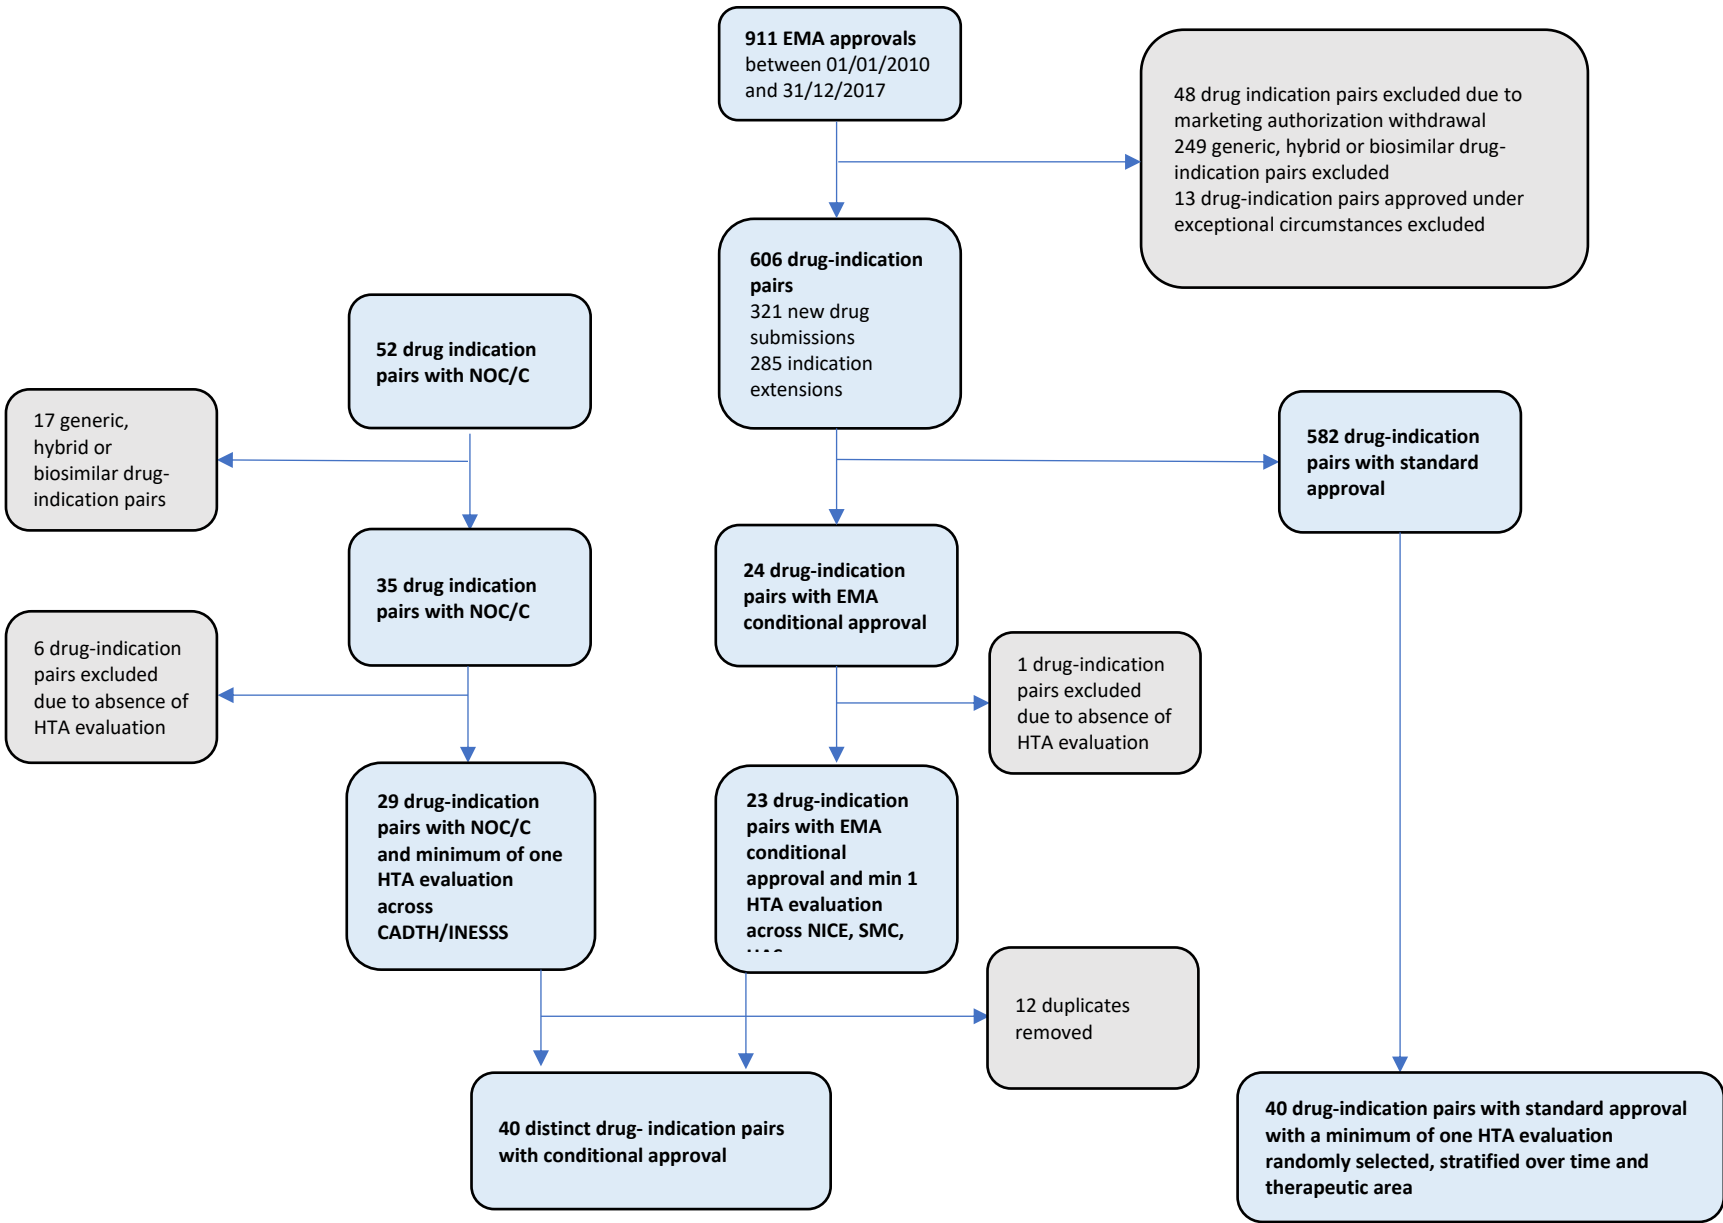 911 EMA approvals
between 01/01/2010
and 31/12/2017
48 drug indication pairs excluded due to
marketing authorization withdrawal
249 generic, hybrid or biosimilar drug-
indication pairs excluded
13 drug-indication pairs approved under
exceptional circumstances excluded
606 drug-indication
pairs
321 new drug
submissions
285 indication
extensions
52 drug indication
pairs with NOC/C
17 generic,
hybrid or
biosimilar drug-
indication pairs
582 drug-indication
pairs with standard
approval
35 drug indication
pairs with NOC/C
24 drug-indication
pairs with EMA
conditional approval
6 drug-indication
pairs excluded
due to absence of
HTA evaluation
1 drug-indication
pairs excluded
due to absence of
HTA evaluation
29 drug-indication
pairs with NOC/C
and minimum of one
HTA evaluation
across
CADTH/INESSS
23 drug-indication
pairs with EMA
conditional
approval and min 1
HTA evaluation
across NICE, SMC,
12 duplicates
removed
40 distinct drug- indication pairs
with conditional approval
40 drug-indication pairs with standard approval
with a minimum of one HTA evaluation
randomly selected, stratified over time and
therapeutic area